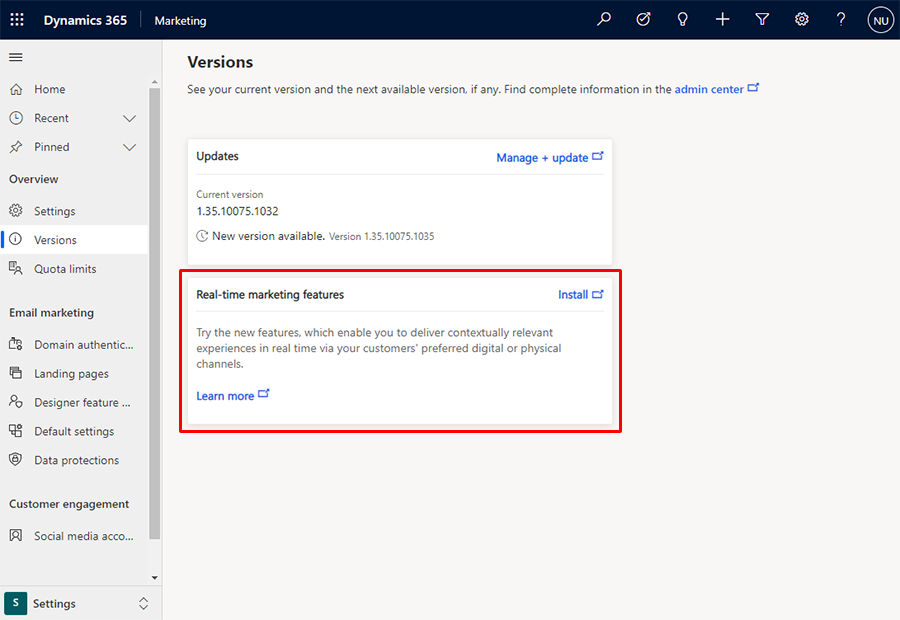 Dynamics 365 Marketing NU
Home
Recent
Pinned
Overview
Settings
Versions
Quota limits
Email marketing
Domain authentic...
Landing pages
Designer feature ...
Default settings
Data protections
Customer engagement
Social media acco...
S Settings
Versions
See your current version and the next available version, if any. Find complete information in the admin center
Updates Manage + update
Current version
1.35.10075.1032
New version available. Version 1.35.10075.1035
Real-time marketing features Install
Try the new features, which enable you to deliver contextually relevant
experiences in real time via your customers' preferred digital or physical
channels.
Learn more